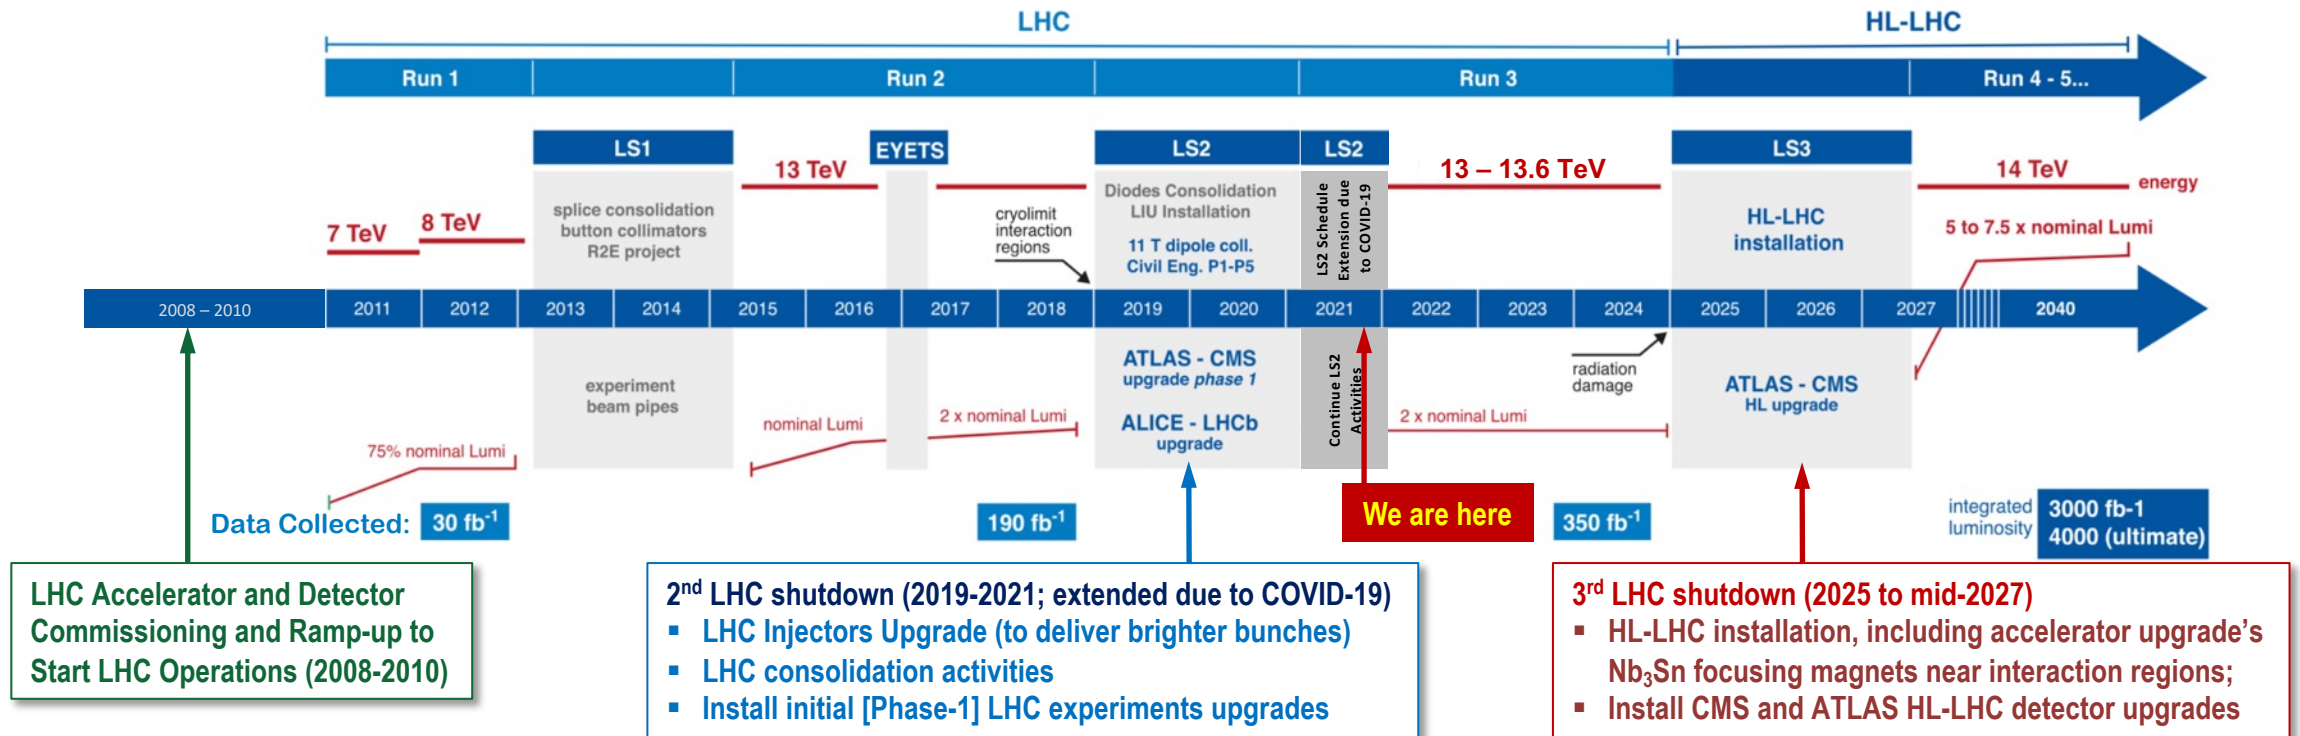 LHC
HL-LHC
Run 1
Run 2
Run 3
Run 4 - 5...
LS1
EYETS
LS2
LS2
LS3
7 TeV
8 TeV
splice consolidation
button collimators
R2E project
13 TeV
cryolimit
interaction
regions
Diodes Consolidation
LIU Installation
11 T dipole coll.
Civil Eng. P1-P5
LS2 Schedule
Extension due
to COVID-19
13 – 13.6 TeV
HL-LHC
installation
14 TeV
energy
5 to 7.5 x nominal Lumi
2008 – 2010
2011
2012
2013
2014
2015
2016
2017
2018
2019
2020
2021
2022
2023
2024
2025
2026
2027
2040
75% nominal Lumi
experiment
beam pipes
nominal Lumi
2 x nominal Lumi
ATLAS - CMS
upgrade phase 1
ALICE - LHCb
upgrade
Continue LS2
Activities
2 x nominal Lumi
radiation
damage
ATLAS - CMS
HL upgrade
Data Collected:
30 fb⁻¹
190 fb⁻¹
We are here
350 fb⁻¹
integrated
luminosity
3000 fb-1
4000 (ultimate)
LHC Accelerator and Detector
Commissioning and Ramp-up to
Start LHC Operations (2008-2010)
2nd LHC shutdown (2019-2021; extended due to COVID-19)
▪ LHC Injectors Upgrade (to deliver brighter bunches)
▪ LHC consolidation activities
▪ Install initial [Phase-1] LHC experiments upgrades
3rd LHC shutdown (2025 to mid-2027)
▪ HL-LHC installation, including accelerator upgrade's
Nb₃Sn focusing magnets near interaction regions;
▪ Install CMS and ATLAS HL-LHC detector upgrades